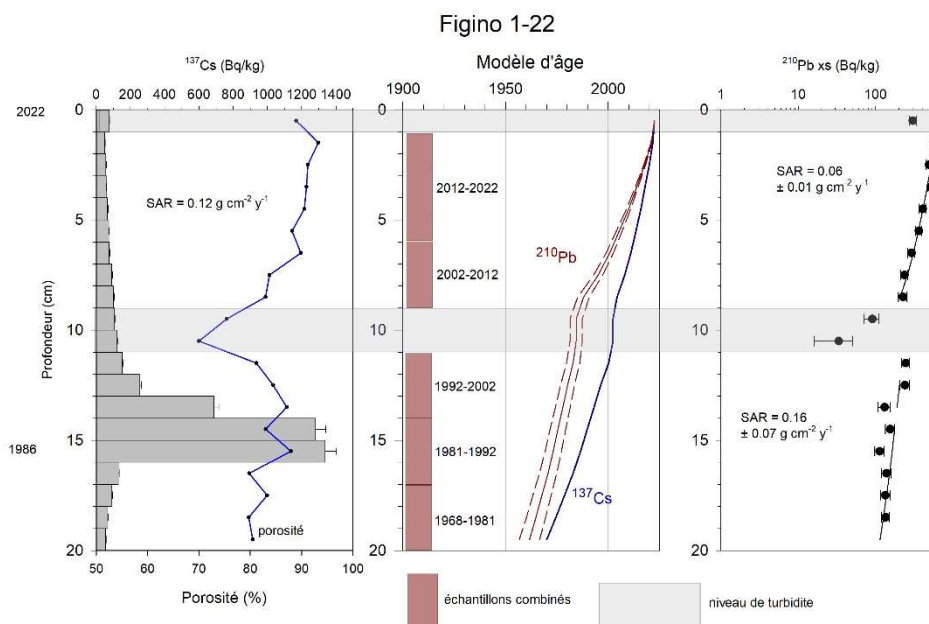 Figino 1-22
137Cs (Bq/kg)
Modèle d'âge
210Pb xs (Bq/kg)
0 200 400 600 800 1000 1200 1400
1900 1950 2000
1 10 100
2022
0
0
0
SAR = 0.12 g cm-2 y-1
2012-2022
SAR = 0.06
± 0.01 g cm-2 y-1
5
5
5
210Pb
2002-2012
Profondeur (cm)
10
10
10
1992-2002
SAR = 0.16
± 0.07 g cm-2 y-1
1986
15
1981-1992
15
15
137Cs
1968-1981
porosité
20
20
20
50 60 70 80 90 100
Porosité (%)
échantillons combinés
niveau de turbidite